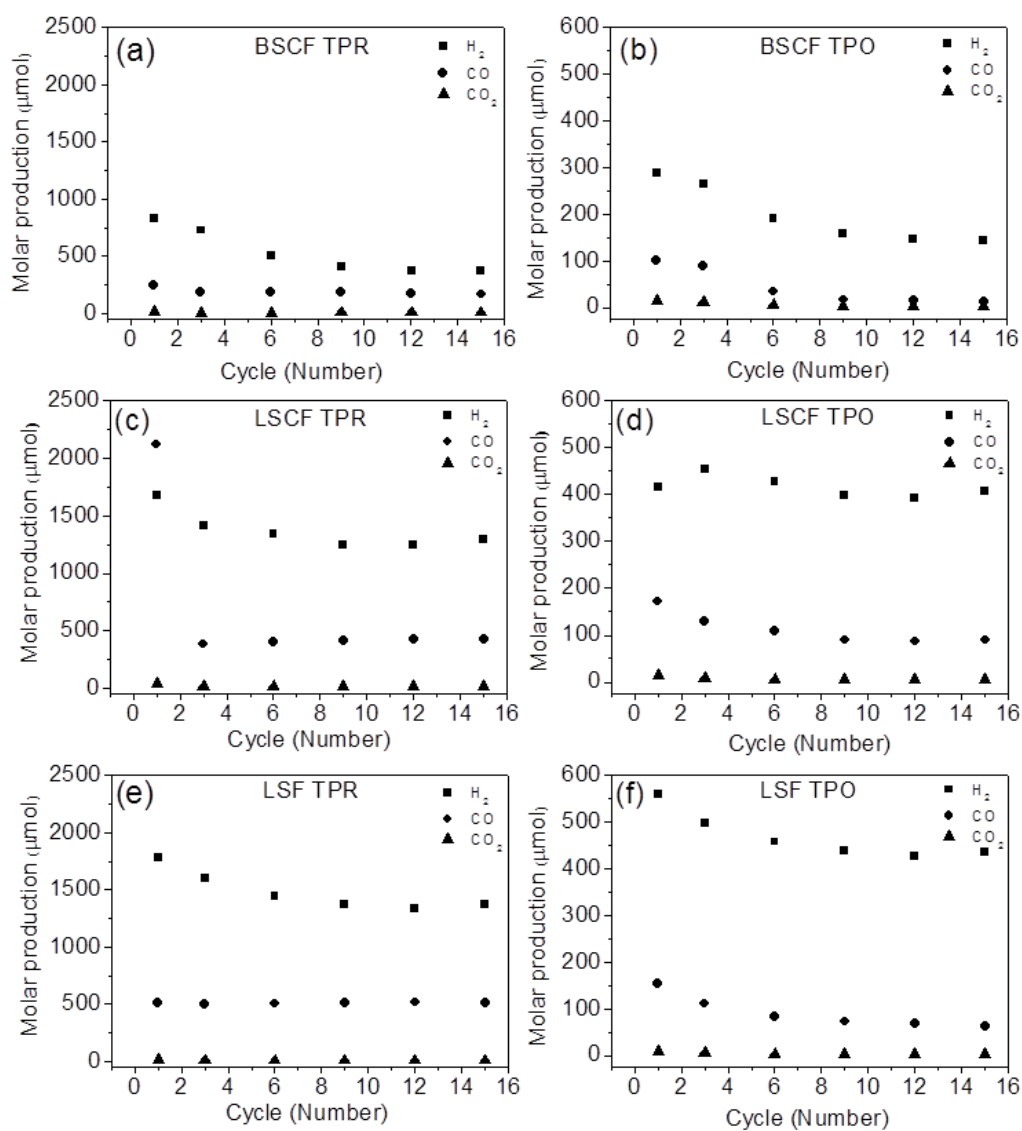 (a) BSCF TPR
H₂
CO
CO₂
2500
2000
1500
1000
500
0
Molar production (μmol)
0 2 4 6 8 10 12 14 16
Cycle (Number)
(b) BSCF TPO
H₂
CO
CO₂
600
500
400
300
200
100
0
Molar production (μmol)
0 2 4 6 8 10 12 14 16
Cycle (Number)
(c) LSCF TPR
H₂
CO
CO₂
2500
2000
1500
1000
500
0
Molar production (μmol)
0 2 4 6 8 10 12 14 16
Cycle (Number)
(d) LSCF TPO
H₂
CO
CO₂
600
500
400
300
200
100
0
Molar production (μmol)
0 2 4 6 8 10 12 14 16
Cycle (Number)
(e) LSF TPR
H₂
CO
CO₂
2500
2000
1500
1000
500
0
Molar production (μmol)
0 2 4 6 8 10 12 14 16
Cycle (Number)
(f) LSF TPO
H₂
CO
CO₂
600
500
400
300
200
100
0
Molar production (μmol)
0 2 4 6 8 10 12 14 16
Cycle (Number)